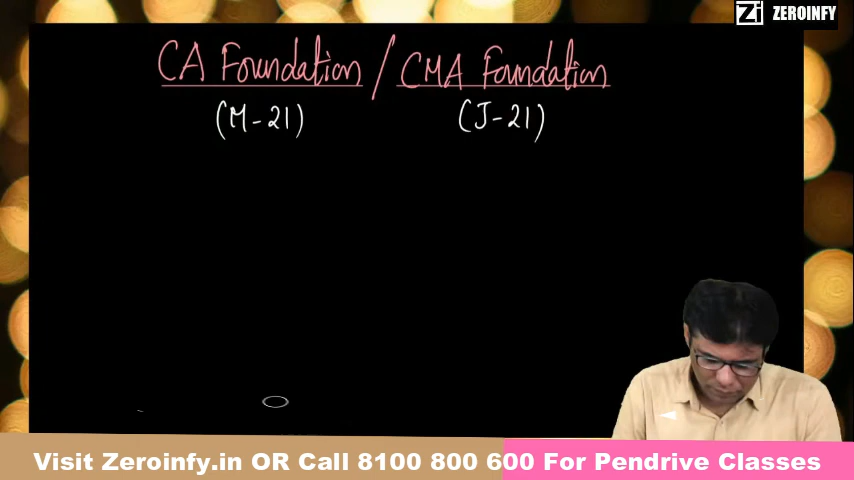 Zi ZEROINFY
CA Foundation / CMA Foundation
(M-21) (J-21)
Visit Zeroinfy.in OR Call 8100 800 600 For Pendrive Classes